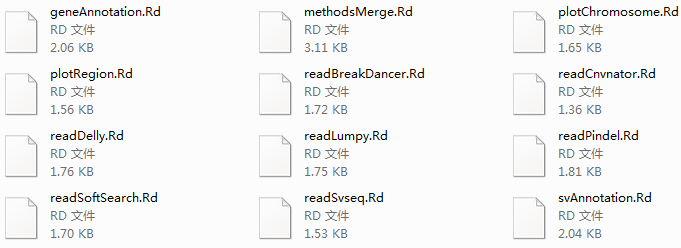 geneAnnotation.Rd
RD 文件
2.06 KB
methodsMerge.Rd
RD 文件
3.11 KB
plotChromosome.Rd
RD 文件
1.65 KB
plotRegion.Rd
RD 文件
1.56 KB
readBreakDancer.Rd
RD 文件
1.72 KB
readCnvnator.Rd
RD 文件
1.36 KB
readDelly.Rd
RD 文件
1.76 KB
readLumpy.Rd
RD 文件
1.75 KB
readPindel.Rd
RD 文件
1.81 KB
readSoftSearch.Rd
RD 文件
1.70 KB
readSvseq.Rd
RD 文件
1.53 KB
svAnnotation.Rd
RD 文件
2.04 KB